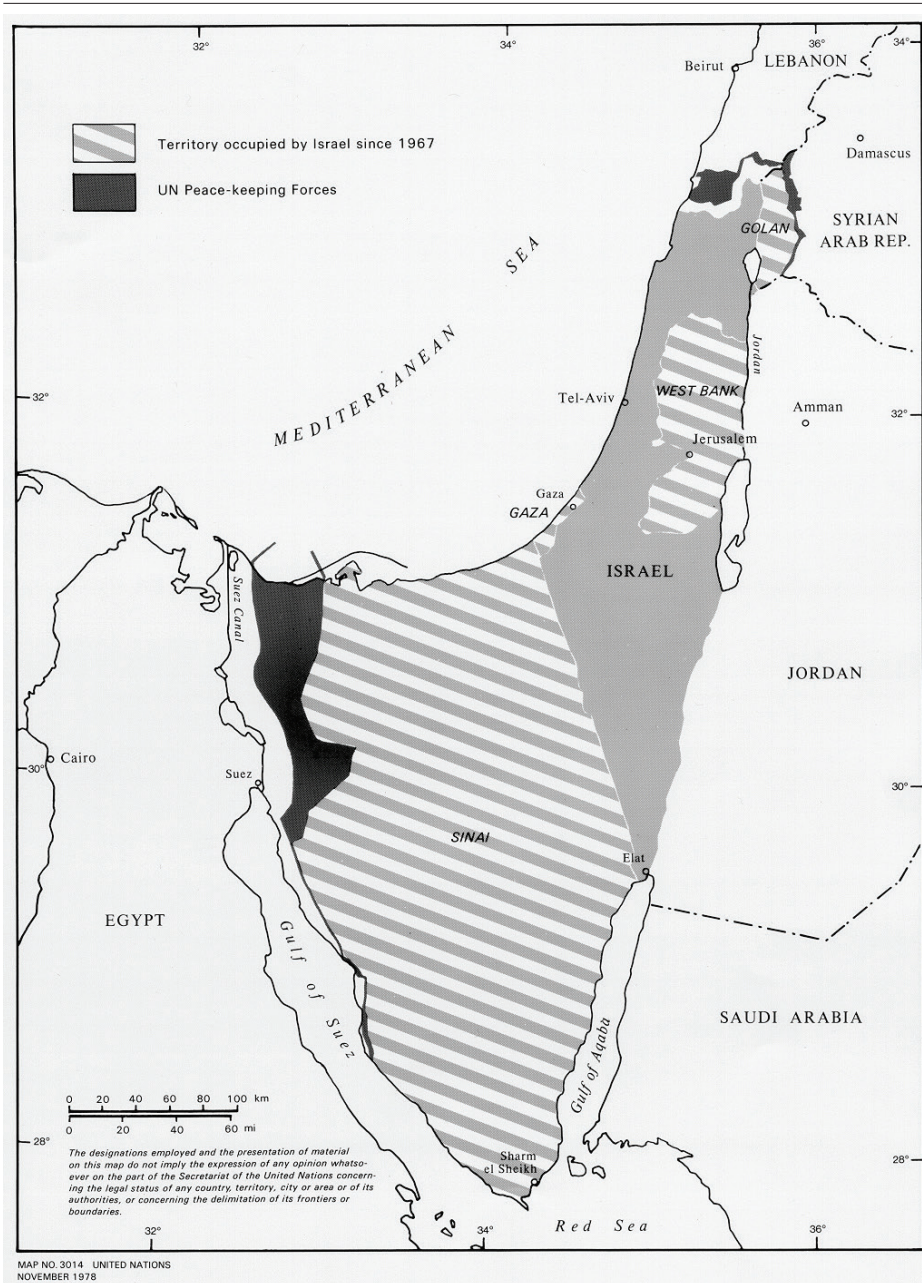 32°
34°
36°
34°
Beirut
LEBANON
Territory occupied by Israel since 1967
Damascus
UN Peace-keeping Forces
SYRIAN
ARAB REP.
GOLAN
MEDITERRANEAN SEA
Jordan
32°
Tel-Aviv
WEST BANK
Amman
32°
Jerusalem
Gaza
GAZA
ISRAEL
Suez Canal
JORDAN
Cairo
30°
Suez
30°
SINAI
Elat
EGYPT
Gulf of Suez
Gulf of Aqaba
SAUDI ARABIA
0 20 40 60 80 100 km
0 20 40 60 mi
28°
28°
The designations employed and the presentation of material
on this map do not imply the expression of any opinion whatso-
ever on the part of the Secretariat of the United Nations concern-
ing the legal status of any country, territory, city or area or of its
authorities, or concerning the delimitation of its frontiers or
boundaries.
Sharm
el Sheikh
Red Sea
32°
34°
36°
MAP NO. 3014 UNITED NATIONS
NOVEMBER 1978